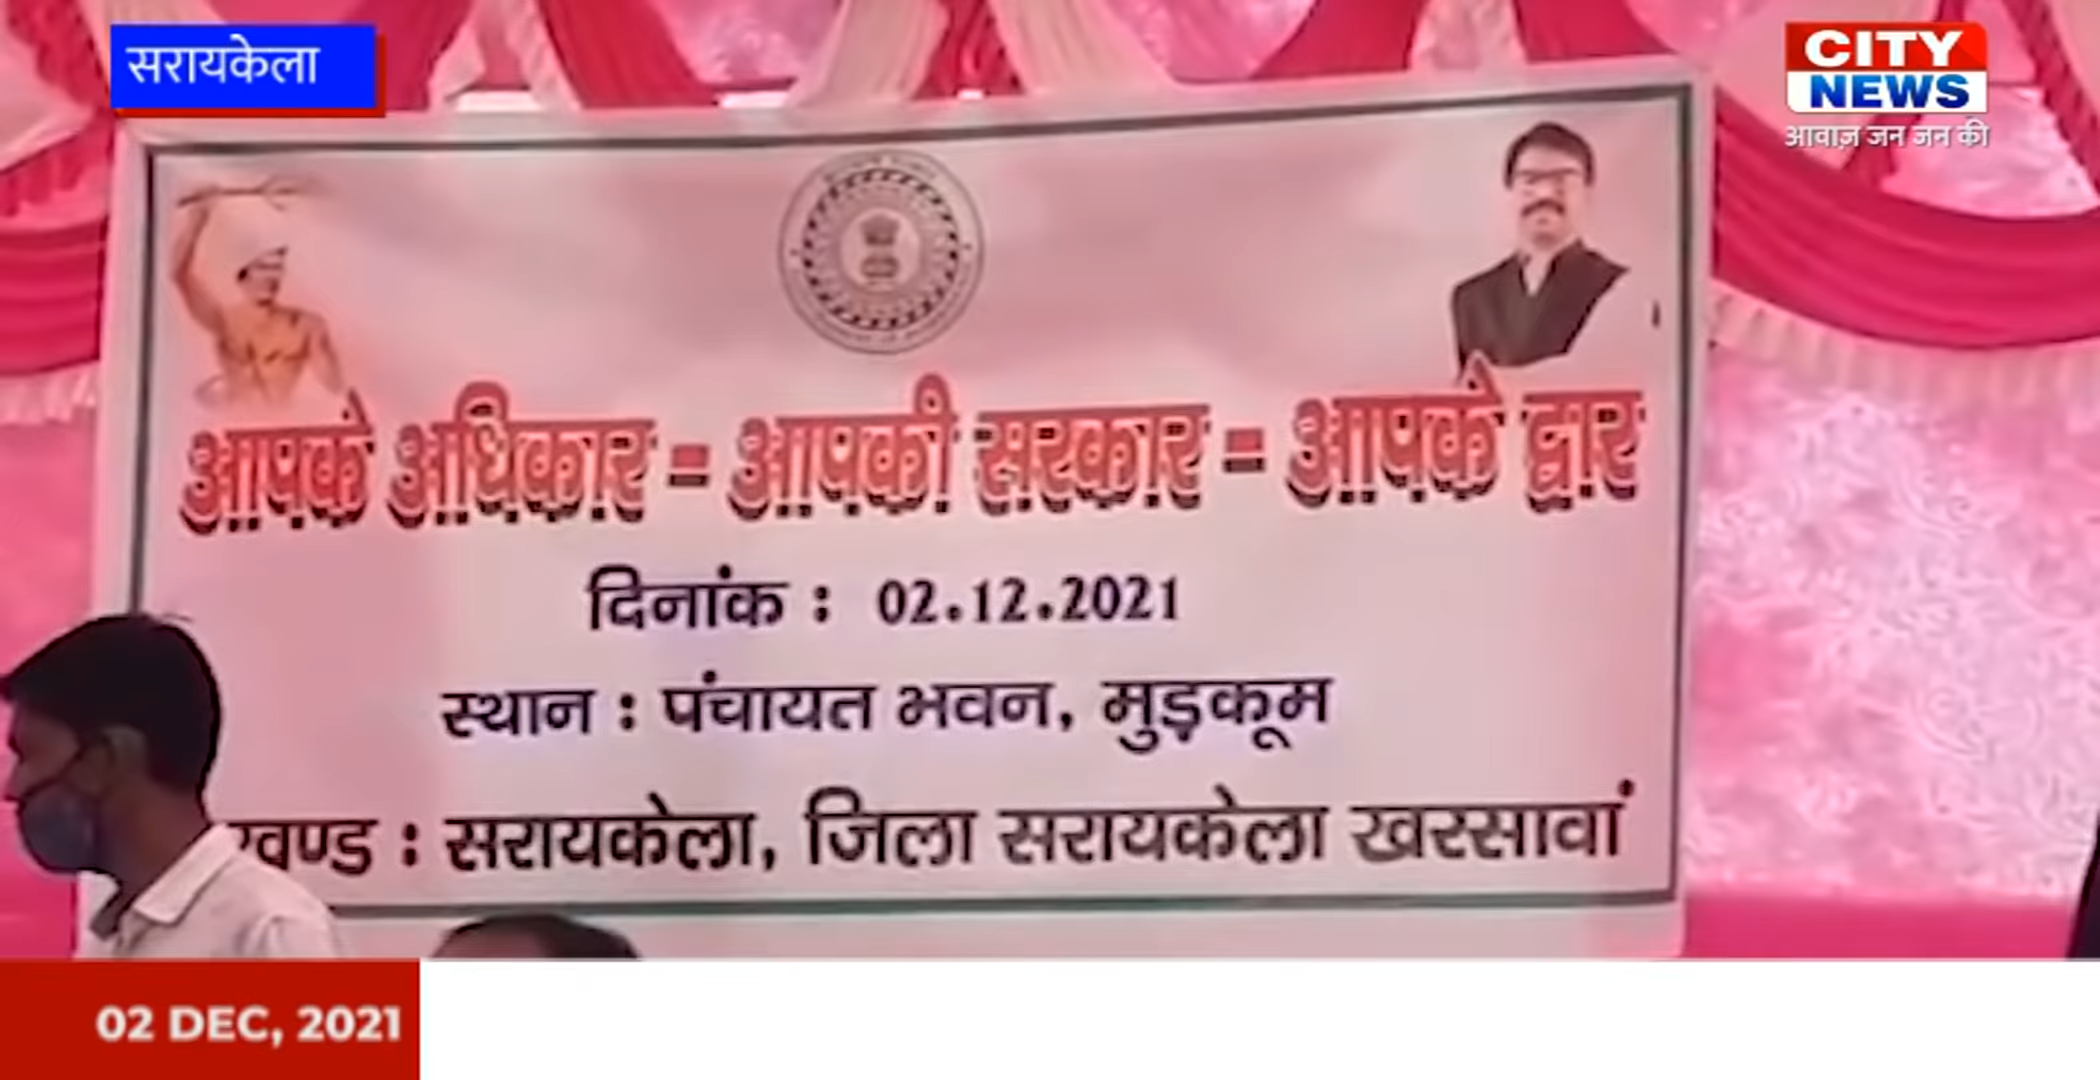 सरायकेला
CITY
NEWS
आवाज़ जन जन की
आपके अधिकार - आपकी सरकार - आपके द्वार
दिनांक : 02.12.2021
स्थान : पंचायत भवन, मुड़कूम
खण्ड : सरायकेला, जिला सरायकेला खरसावां
02 DEC, 2021